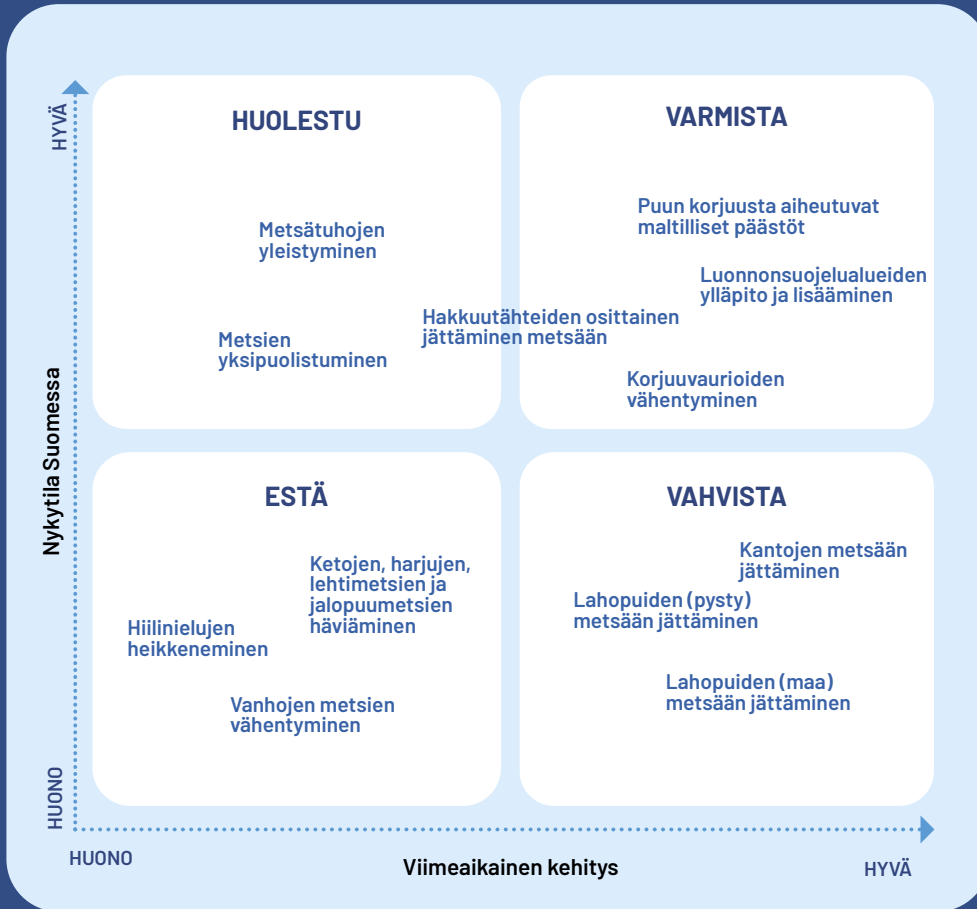 HYVÄ
Nykytila Suomessa
HUONO
HUOLESTU
Metsätuhojen
yleistyminen
Metsien
yksipuolistuminen
VARMISTA
Puun korjuusta aiheutuvat
maltilliset päästöt
Luonnonsuojelualueiden
ylläpito ja lisääminen
Hakkuutähteiden osittainen
jättäminen metsään
Korjuuvaurioiden
vähentyminen
ESTÄ
Ketojen, harjujen,
lehtimetsien ja
jalopuumetsien
häviäminen
Hiilinielujen
heikkeneminen
Vanhojen metsien
vähentyminen
VAHVISTA
Kantojen metsään
jättäminen
Lahopuiden (pysty)
metsään jättäminen
Lahopuiden (maa)
metsään jättäminen
HUONO
Viimeaikainen kehitys
HYVÄ